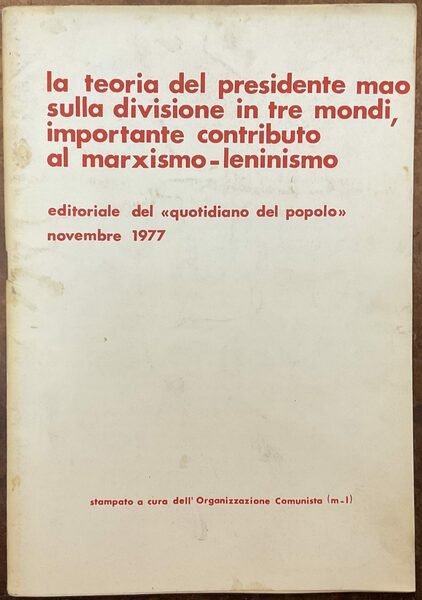 la teoria del presidente mao
sulla divisione in tre mondi,
importante contributo
al marxismo-leninismo
editoriale del «quotidiano del popolo»
novembre 1977
stampato a cura dell'Organizzazione Comunista (m-l)